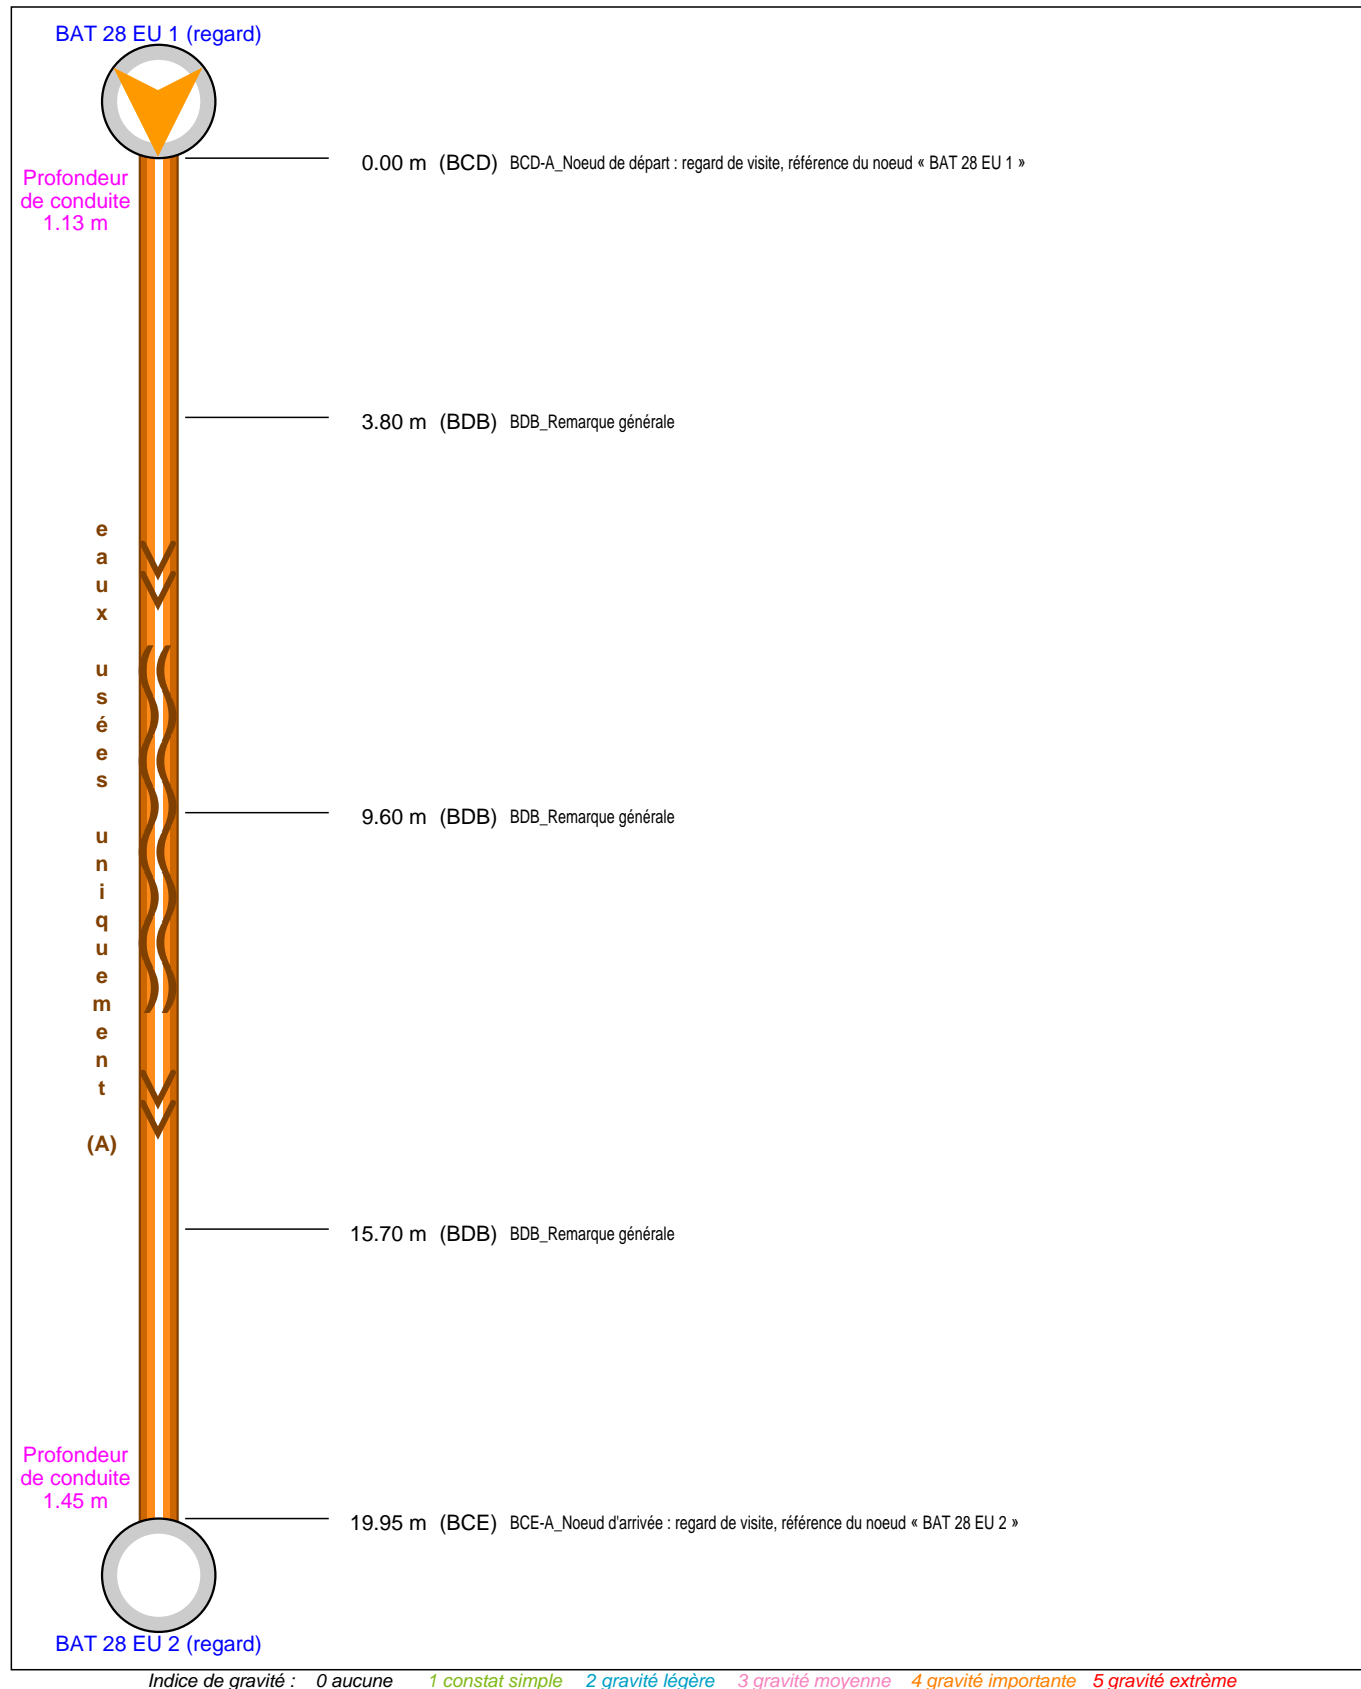 BAT 28 EU 1 (regard)
0.00 m (BCD) BCD-A_Noeud de départ : regard de visite, référence du noeud « BAT 28 EU 1 »
Profondeur
de conduite
1.13 m
3.80 m (BDB) BDB_Remarque générale
eaux usées uniquement (A)
9.60 m (BDB) BDB_Remarque générale
15.70 m (BDB) BDB_Remarque générale
Profondeur
de conduite
1.45 m
19.95 m (BCE) BCE-A_Noeud d'arrivée : regard de visite, référence du noeud « BAT 28 EU 2 »
BAT 28 EU 2 (regard)
Indice de gravité : 0 aucune 1 constat simple 2 gravité légère 3 gravité moyenne 4 gravité importante 5 gravité extrème